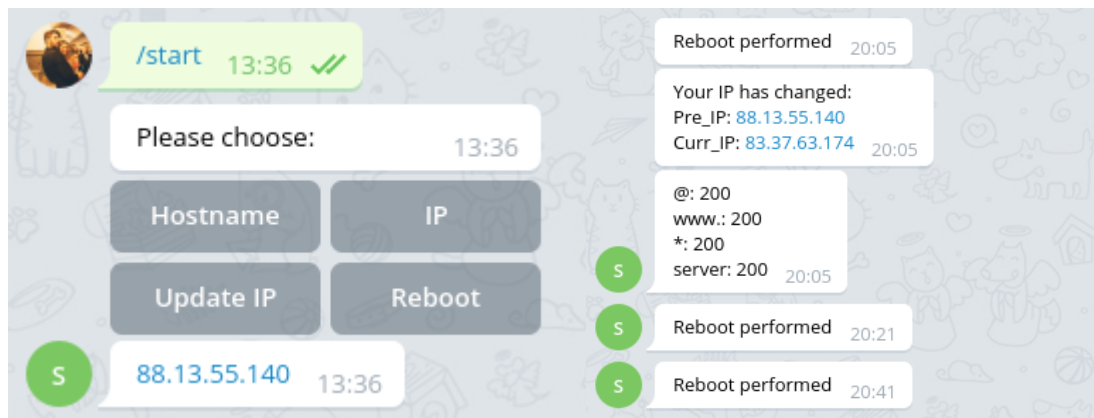 /start 13:36
Please choose: 13:36
Hostname IP
Update IP Reboot
S
88.13.55.140 13:36
Reboot performed 20:05
Your IP has changed:
Pre_IP: 88.13.55.140
Curr_IP: 83.37.63.174 20:05
@: 200
www.: 200
*: 200
S
server: 200 20:05
S
Reboot performed 20:21
S
Reboot performed 20:41